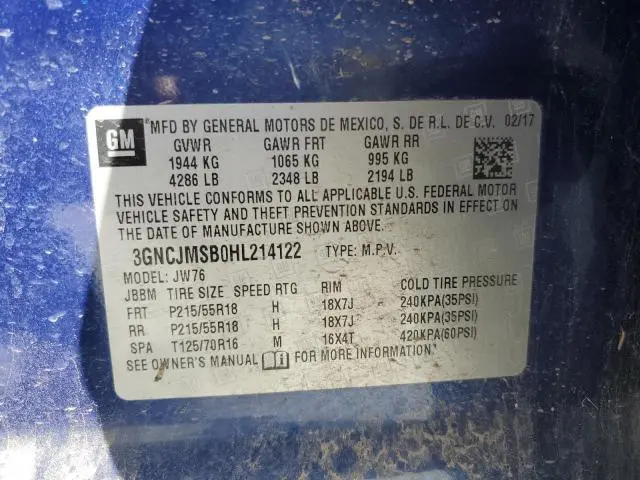 GM
*MFD BY GENERAL MOTORS DE MEXICO, S. DE R.L. DE C.V. 02/17
GVWR GAWR FRT GAWR RR
1944 KG 1065 KG 995 KG
4286 LB 2348 LB 2194 LB
THIS VEHICLE CONFORMS TO ALL APPLICABLE U.S. FEDERAL MOTOR
VEHICLE SAFETY AND THEFT PREVENTION STANDARDS IN EFFECT ON
THE DATE OF MANUFACTURE SHOWN ABOVE.
3GNCJMSB0HL214122 TYPE: M.P.V.
MODEL: JW76
JBBM TIRE SIZE SPEED RTG RIM COLD TIRE PRESSURE
FRT P215/55R18 H 18X7J 240KPA(35PSI)
RR P215/55R18 H 18X7J 240KPA(35PSI)
SPA T125/70R16 M 16X4T 420KPA(60PSI)
SEE OWNER'S MANUAL FOR MORE INFORMATION